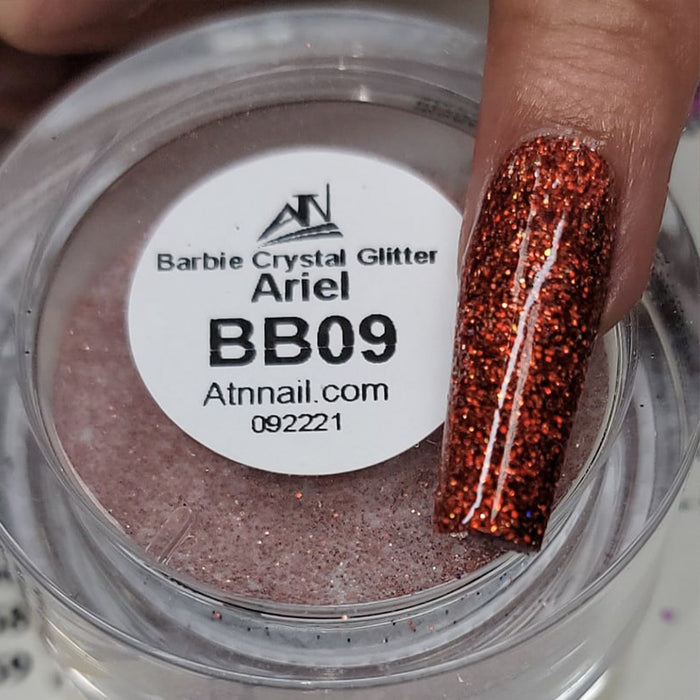 ATN
Barbie Crystal Glitter
Ariel
BB09
Atnnail.com
092221